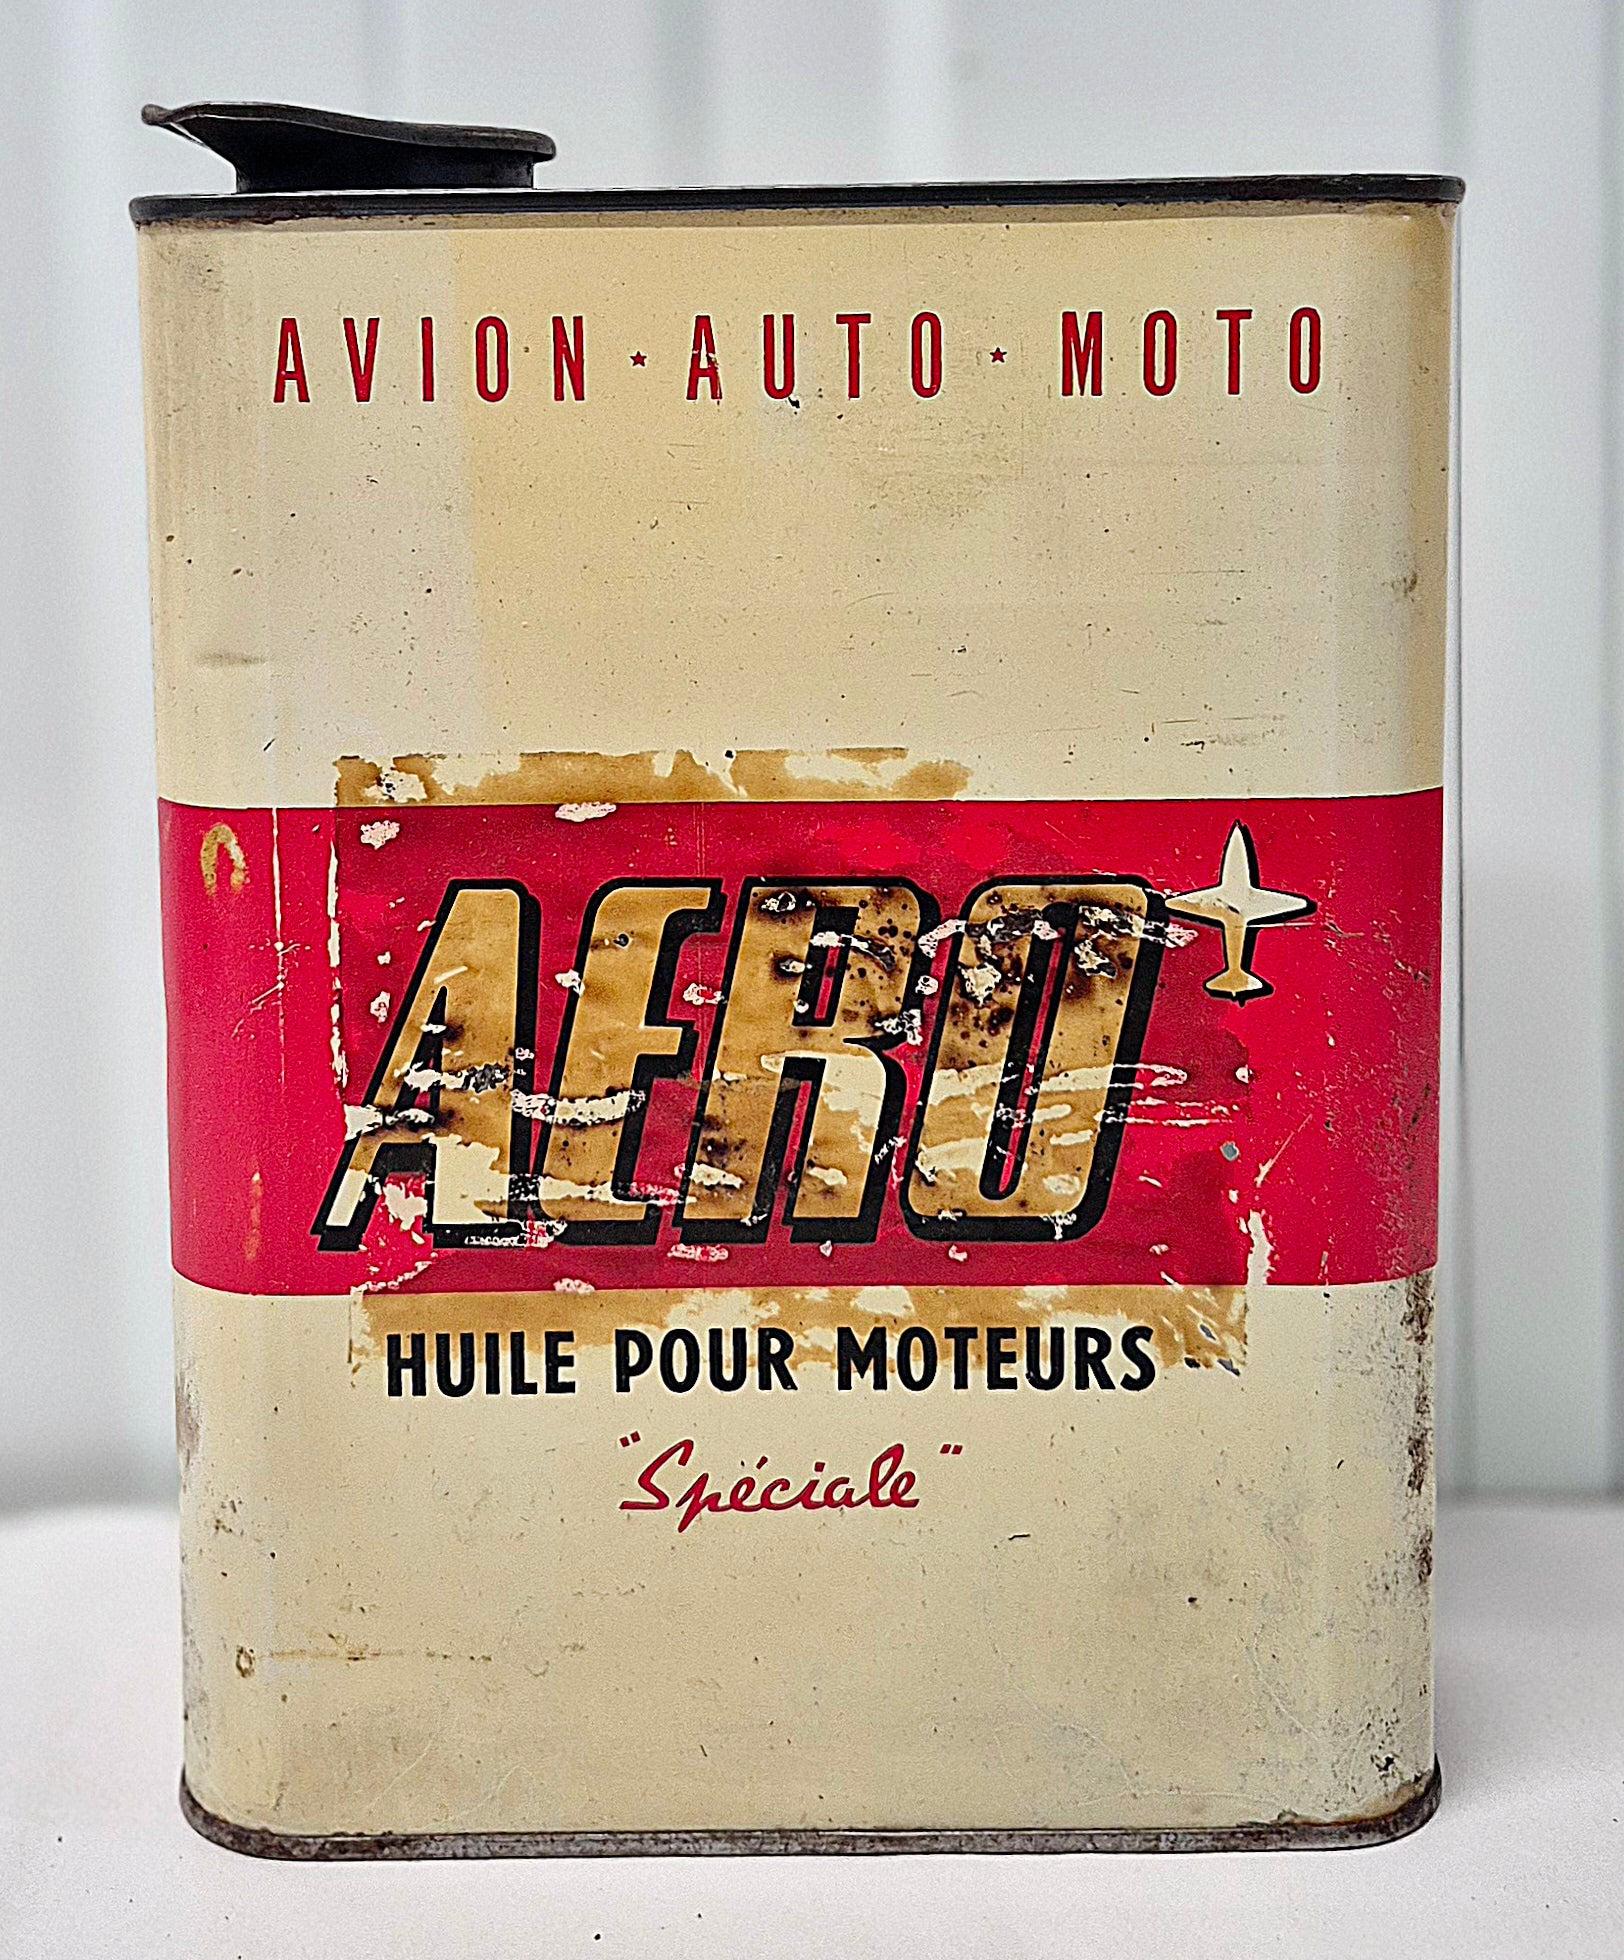 AVION ★ AUTO ★ MOTO
AERO
HUILE POUR MOTEURS
"Spéciale"